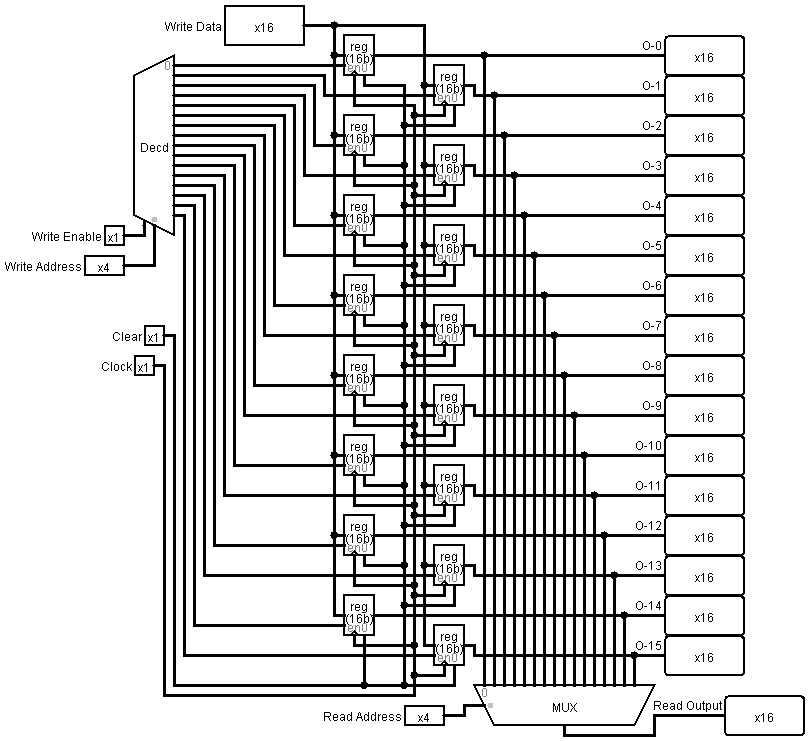 Write Data x16
reg (16b) en0
O-0 x16
0
reg (16b) en0
O-1 x16
reg (16b) en0
O-2 x16
Decd
reg (16b) en0
O-3 x16
reg (16b) en0
O-4 x16
Write Enable x1
reg (16b) en0
O-5 x16
Write Address x4
reg (16b) en0
O-6 x16
reg (16b) en0
O-7 x16
Clear x1
Clock x1
reg (16b) en0
O-8 x16
reg (16b) en0
O-9 x16
reg (16b) en0
O-10 x16
reg (16b) en0
O-11 x16
reg (16b) en0
O-12 x16
reg (16b) en0
O-13 x16
reg (16b) en0
O-14 x16
reg (16b) en0
O-15 x16
0
MUX
Read Address x4
Read Output x16